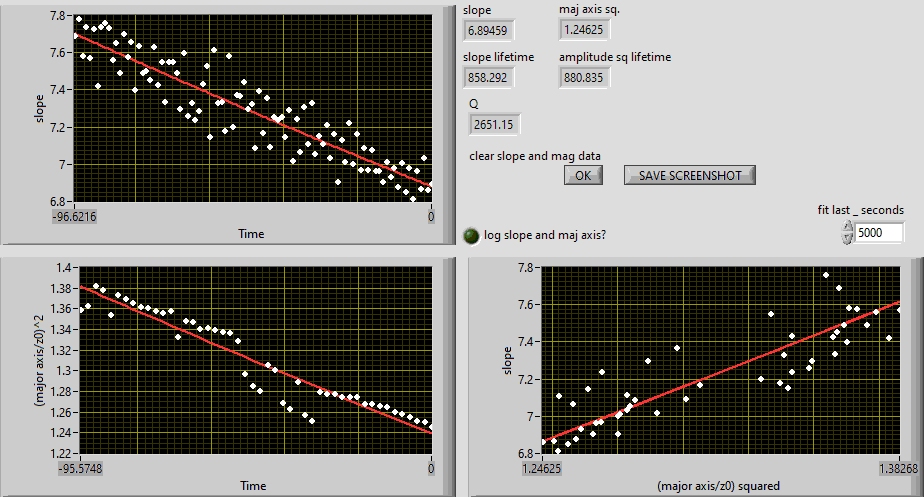 7.8
7.6
7.4
7.2
7
6.8
slope
-96.6216
0
Time
slope
6.89459
maj axis sq.
1.24625
slope lifetime
858.292
amplitude sq lifetime
880.835
Q
2651.15
clear slope and mag data
OK
SAVE SCREENSHOT
fit last _ seconds
5000
log slope and maj axis?
1.4
1.38
1.36
1.34
1.32
1.3
1.28
1.26
1.24
1.22
(major axis/z0)^2
-95.5748
0
Time
7.8
7.6
7.4
7.2
7
6.8
slope
1.24625
1.38268
(major axis/z0) squared